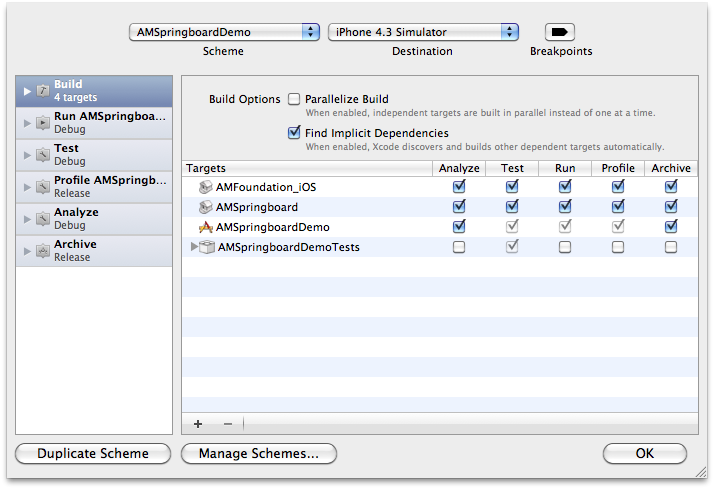 AMSpringboardDemo
iPhone 4.3 Simulator
Scheme
Destination
Breakpoints
Build
4 targets
Run AMSpringboa...
Debug
Test
Debug
Profile AMSpringb...
Release
Analyze
Debug
Archive
Release
Build Options
Parallelize Build
When enabled, independent targets are built in parallel instead of one at a time.
Find Implicit Dependencies
When enabled, Xcode discovers and builds other dependent targets automatically.
Targets Analyze Test Run Profile Archive
AMFoundation_iOS
AMSpringboard
AMSpringboardDemo
AMSpringboardDemoTests
Duplicate Scheme
Manage Schemes...
OK